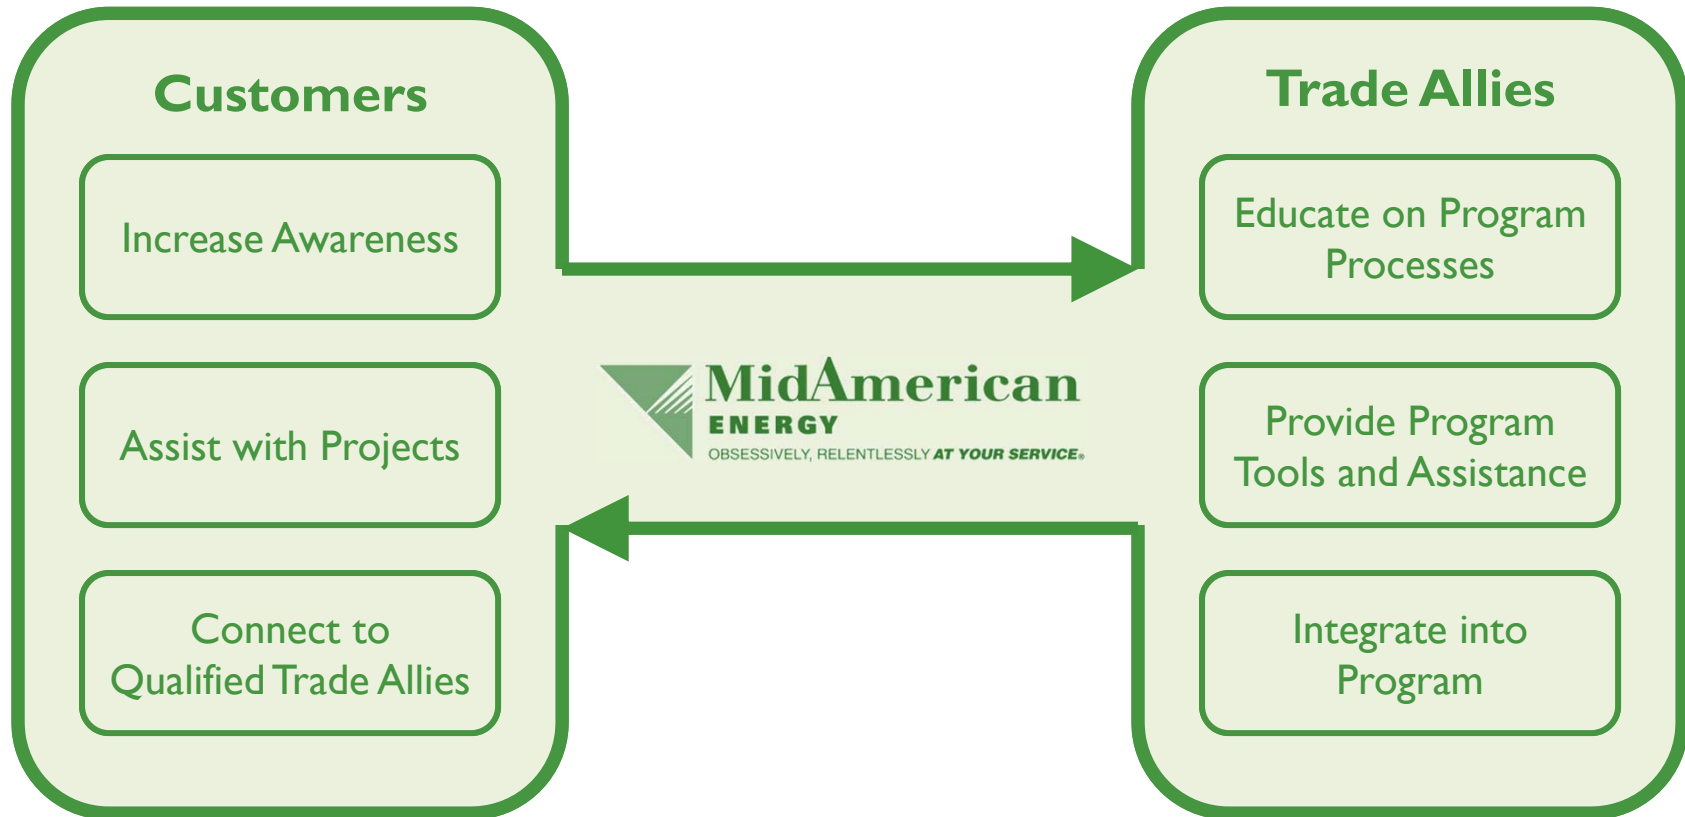 Customers
Increase Awareness
Assist with Projects
Connect to
Qualified Trade Allies
MidAmerican
ENERGY
OBSESSIVELY, RELENTLESSLY AT YOUR SERVICE®
Trade Allies
Educate on Program
Processes
Provide Program
Tools and Assistance
Integrate into
Program